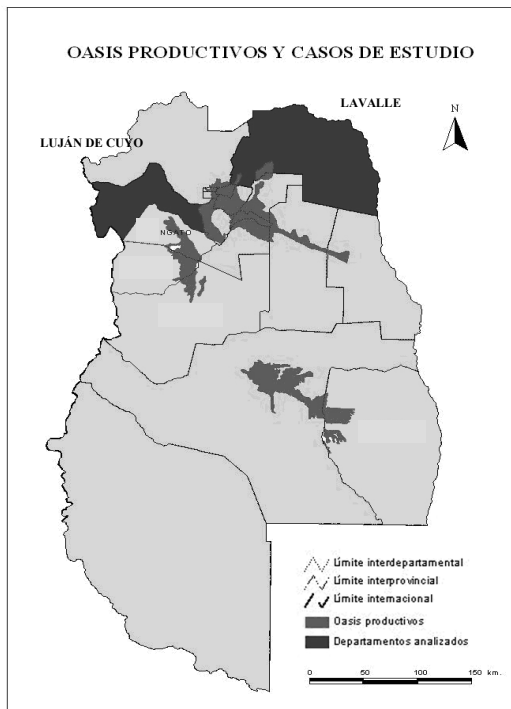 OASIS PRODUCTIVOS Y CASOS DE ESTUDIO
LAVALLE
N
LUJÁN DE CUYO
NGATO
Límite interdepartamental
Límite interprovincial
Límite internacional
Oasis productivos
Departamentos analizados
0 50 100 150 km.